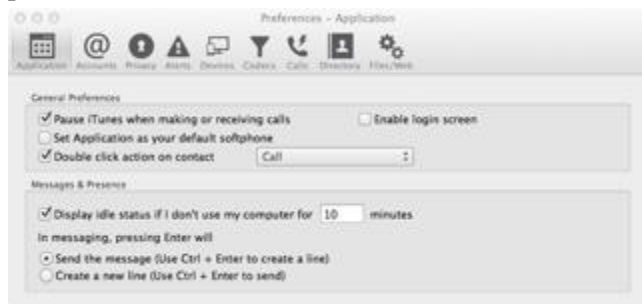 Preferences – Application
Application Accounts Privacy Alerts Devices Codecs Calls Directory Files/Web
General Preferences
Pause iTunes when making or receiving calls Enable login screen
Set Application as your default softphone
Double click action on contact Call
Messages & Presence
Display idle status if I don't use my computer for 10 minutes
In messaging, pressing Enter will
Send the message (Use Ctrl + Enter to create a line)
Create a new line (Use Ctrl + Enter to send)